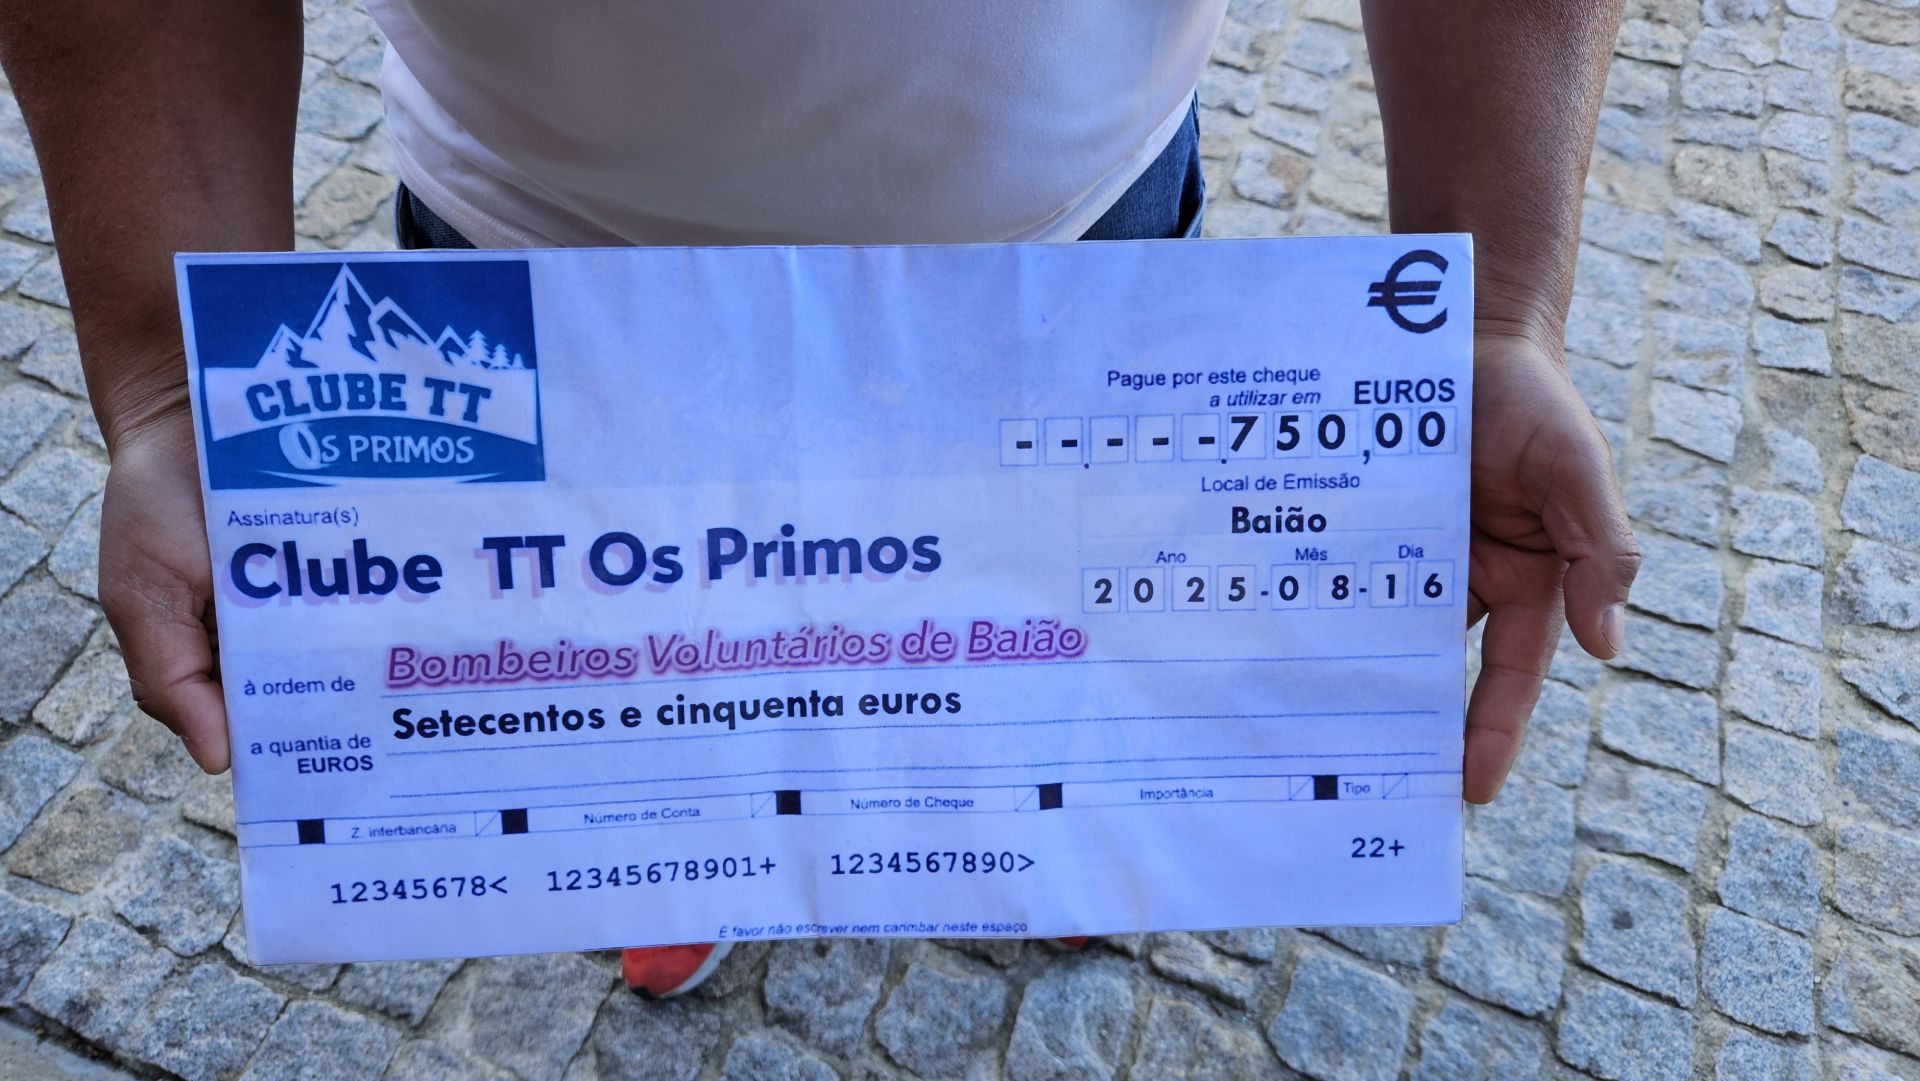 CLUBE TT
OS PRIMOS
€
Pague por este cheque
a utilizar em EUROS
- -.- - -.750,00
Local de Emissão
Baião
Ano Mês Dia
2025-08-16
Assinatura(s)
Clube TT Os Primos
à ordem de Bombeiros Voluntários de Baião
a quantia de
EUROS
Setecentos e cinquenta euros
Z. interbancária Número de Conta Número de Cheque Importância Tipo
12345678< 12345678901+ 1234567890> 22+
É favor não escrever nem carimbar neste espaço